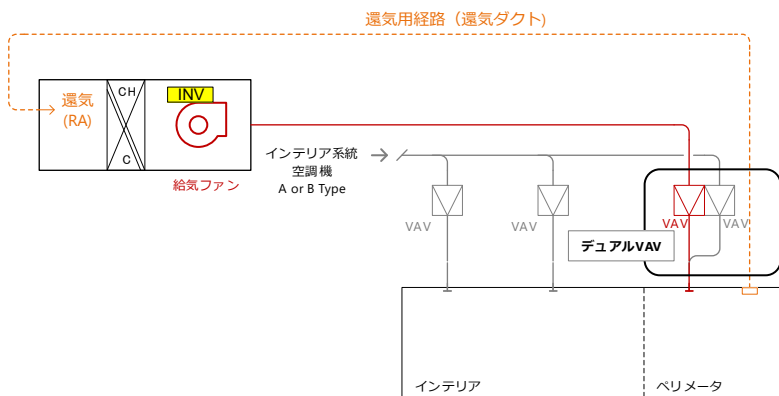 還気用経路（還気ダクト)
還気
(RA)
CH
C
INV
給気ファン
インテリア系統
空調機
A or B Type
VAV
VAV
VAV
VAV
デュアルVAV
インテリア
ペリメータ